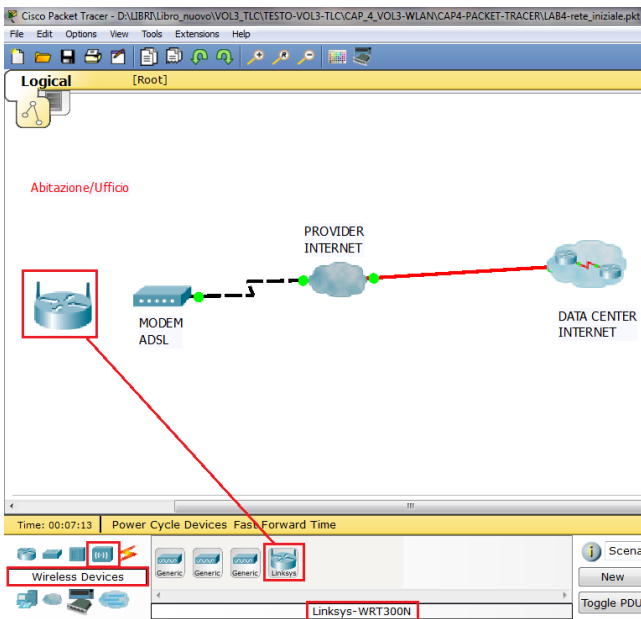 Cisco Packet Tracer - D:\LIBRI\Libro_nuovo\VOL3_TLC\TESTO-VOL3-TLC\CAP_4_VOL3-WLAN\CAP4-PACKET-TRACER\LAB4-rete_iniziale.pkt
File Edit Options View Tools Extensions Help
Logical [Root]
Abitazione/Ufficio
PROVIDER
INTERNET
MODEM
ADSL
DATA CENTER
INTERNET
Time: 00:07:13 Power Cycle Devices Fast Forward Time
Wireless Devices
Generic Generic Generic Linksys
Linksys-WRT300N
i Scena
New
Toggle PDU